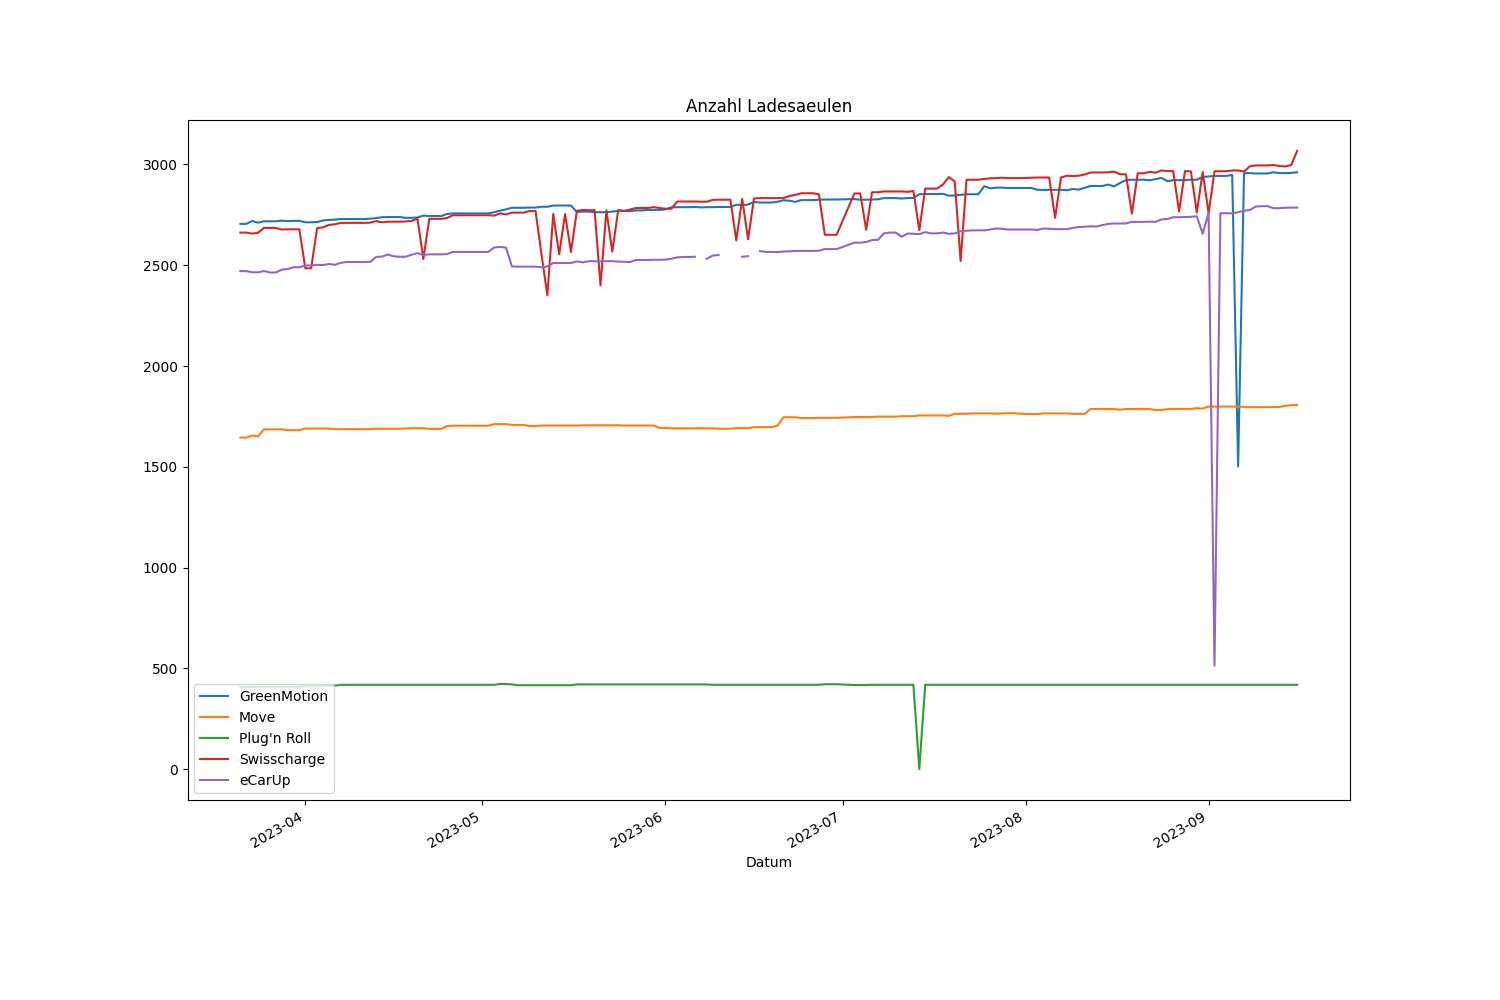 Anzahl Ladesaeulen
3000
2500
2000
1500
1000
500
0
GreenMotion
Move
Plug'n Roll
Swisscharge
eCarUp
2023-04
2023-05
2023-06
2023-07
2023-08
2023-09
Datum